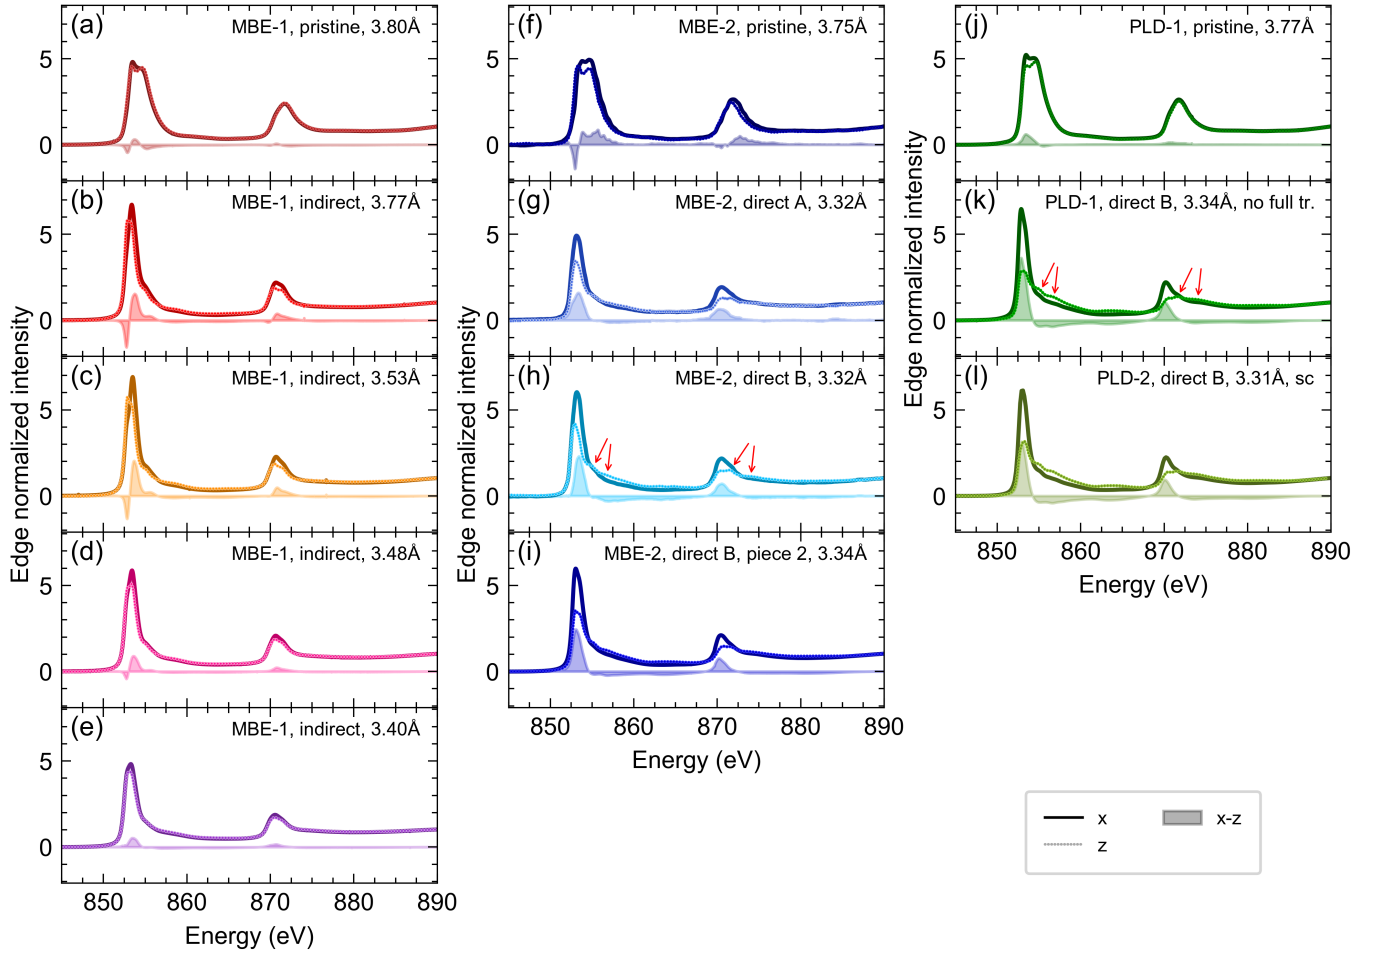 (a) MBE-1, pristine, 3.80Å
5
0
(b) MBE-1, indirect, 3.77Å
5
0
(c) MBE-1, indirect, 3.53Å
5
0
(d) MBE-1, indirect, 3.48Å
5
0
(e) MBE-1, indirect, 3.40Å
5
0
850 860 870 880 890
Energy (eV)
Edge normalized intensity
(f) MBE-2, pristine, 3.75Å
5
0
(g) MBE-2, direct A, 3.32Å
5
0
(h) MBE-2, direct B, 3.32Å
5
0
(i) MBE-2, direct B, piece 2, 3.34Å
5
0
850 860 870 880 890
Energy (eV)
Edge normalized intensity
(j) PLD-1, pristine, 3.77Å
5
0
(k) PLD-1, direct B, 3.34Å, no full tr.
5
0
(l) PLD-2, direct B, 3.31Å, sc
5
0
850 860 870 880 890
Energy (eV)
Edge normalized intensity
x x-z
z